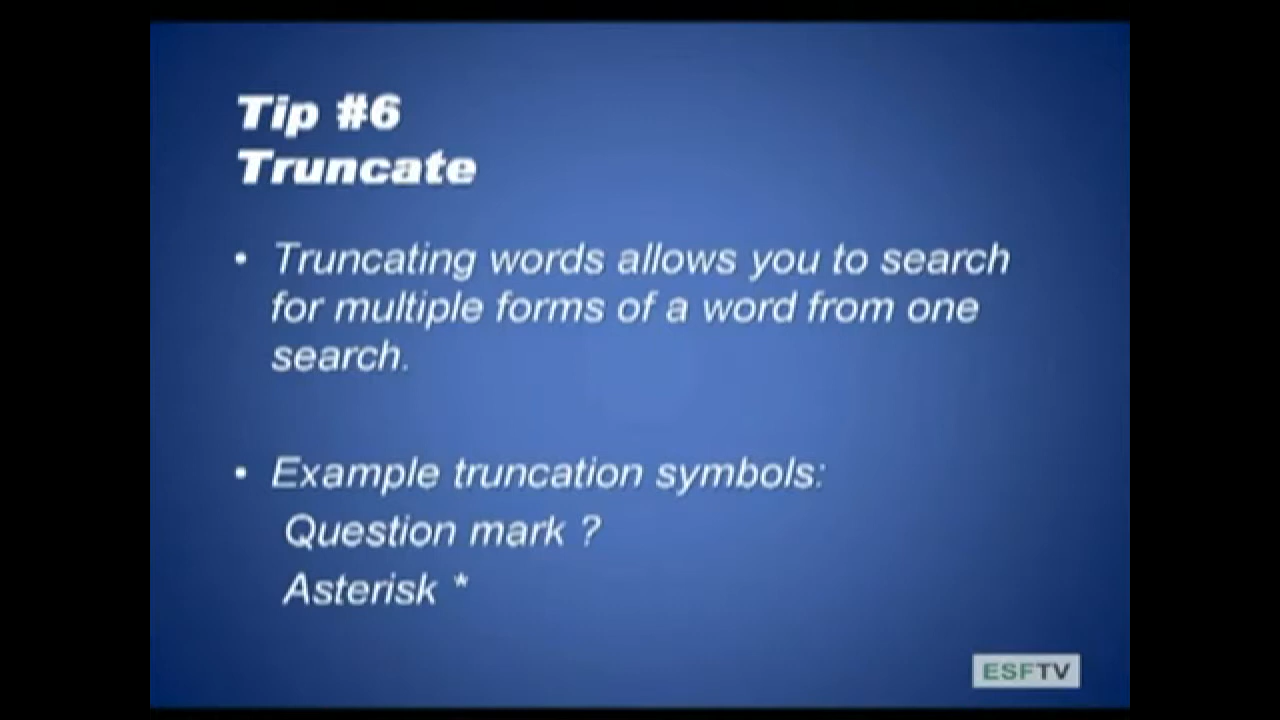 Tip #6
Truncate
• Truncating words allows you to search
for multiple forms of a word from one
search.
• Example truncation symbols:
Question mark ?
Asterisk *
ESFTV